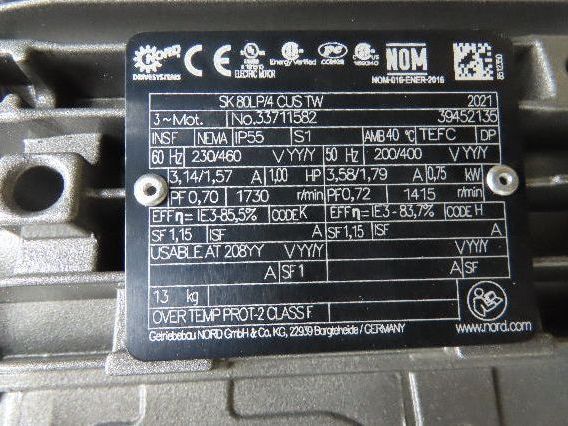 NORD CE Energy Verified NOM
DRIVESYSTEMS ELECTRIC MOTOR CC092B NOM-016-ENER-2016
SK 80LP/4 CUS TW 2021
3~Mot. No.33711582 39452135
INSF NEMA IP55 S1 AMB 40 °C TEFC DP
60 Hz 230/460 V YY/Y 50 Hz 200/400 V YY/Y
3,14/1,57 A 1,00 HP 3,58/1,79 A 0,75 kW
PF 0,70 1730 r/min PF 0,72 1415 r/min
EFF η= IE3-85,5% CODE K EFF η= IE3-83,7% CODE H
SF 1,15 ISF A SF 1,15 ISF A
USABLE AT 208YY V YY/Y V YY/Y
A SF 1 A SF
13 kg
OVER TEMP PROT-2 CLASS F
Getriebebau NORD GmbH & Co. KG, 22939 Bargteheide / GERMANY www.nord.com